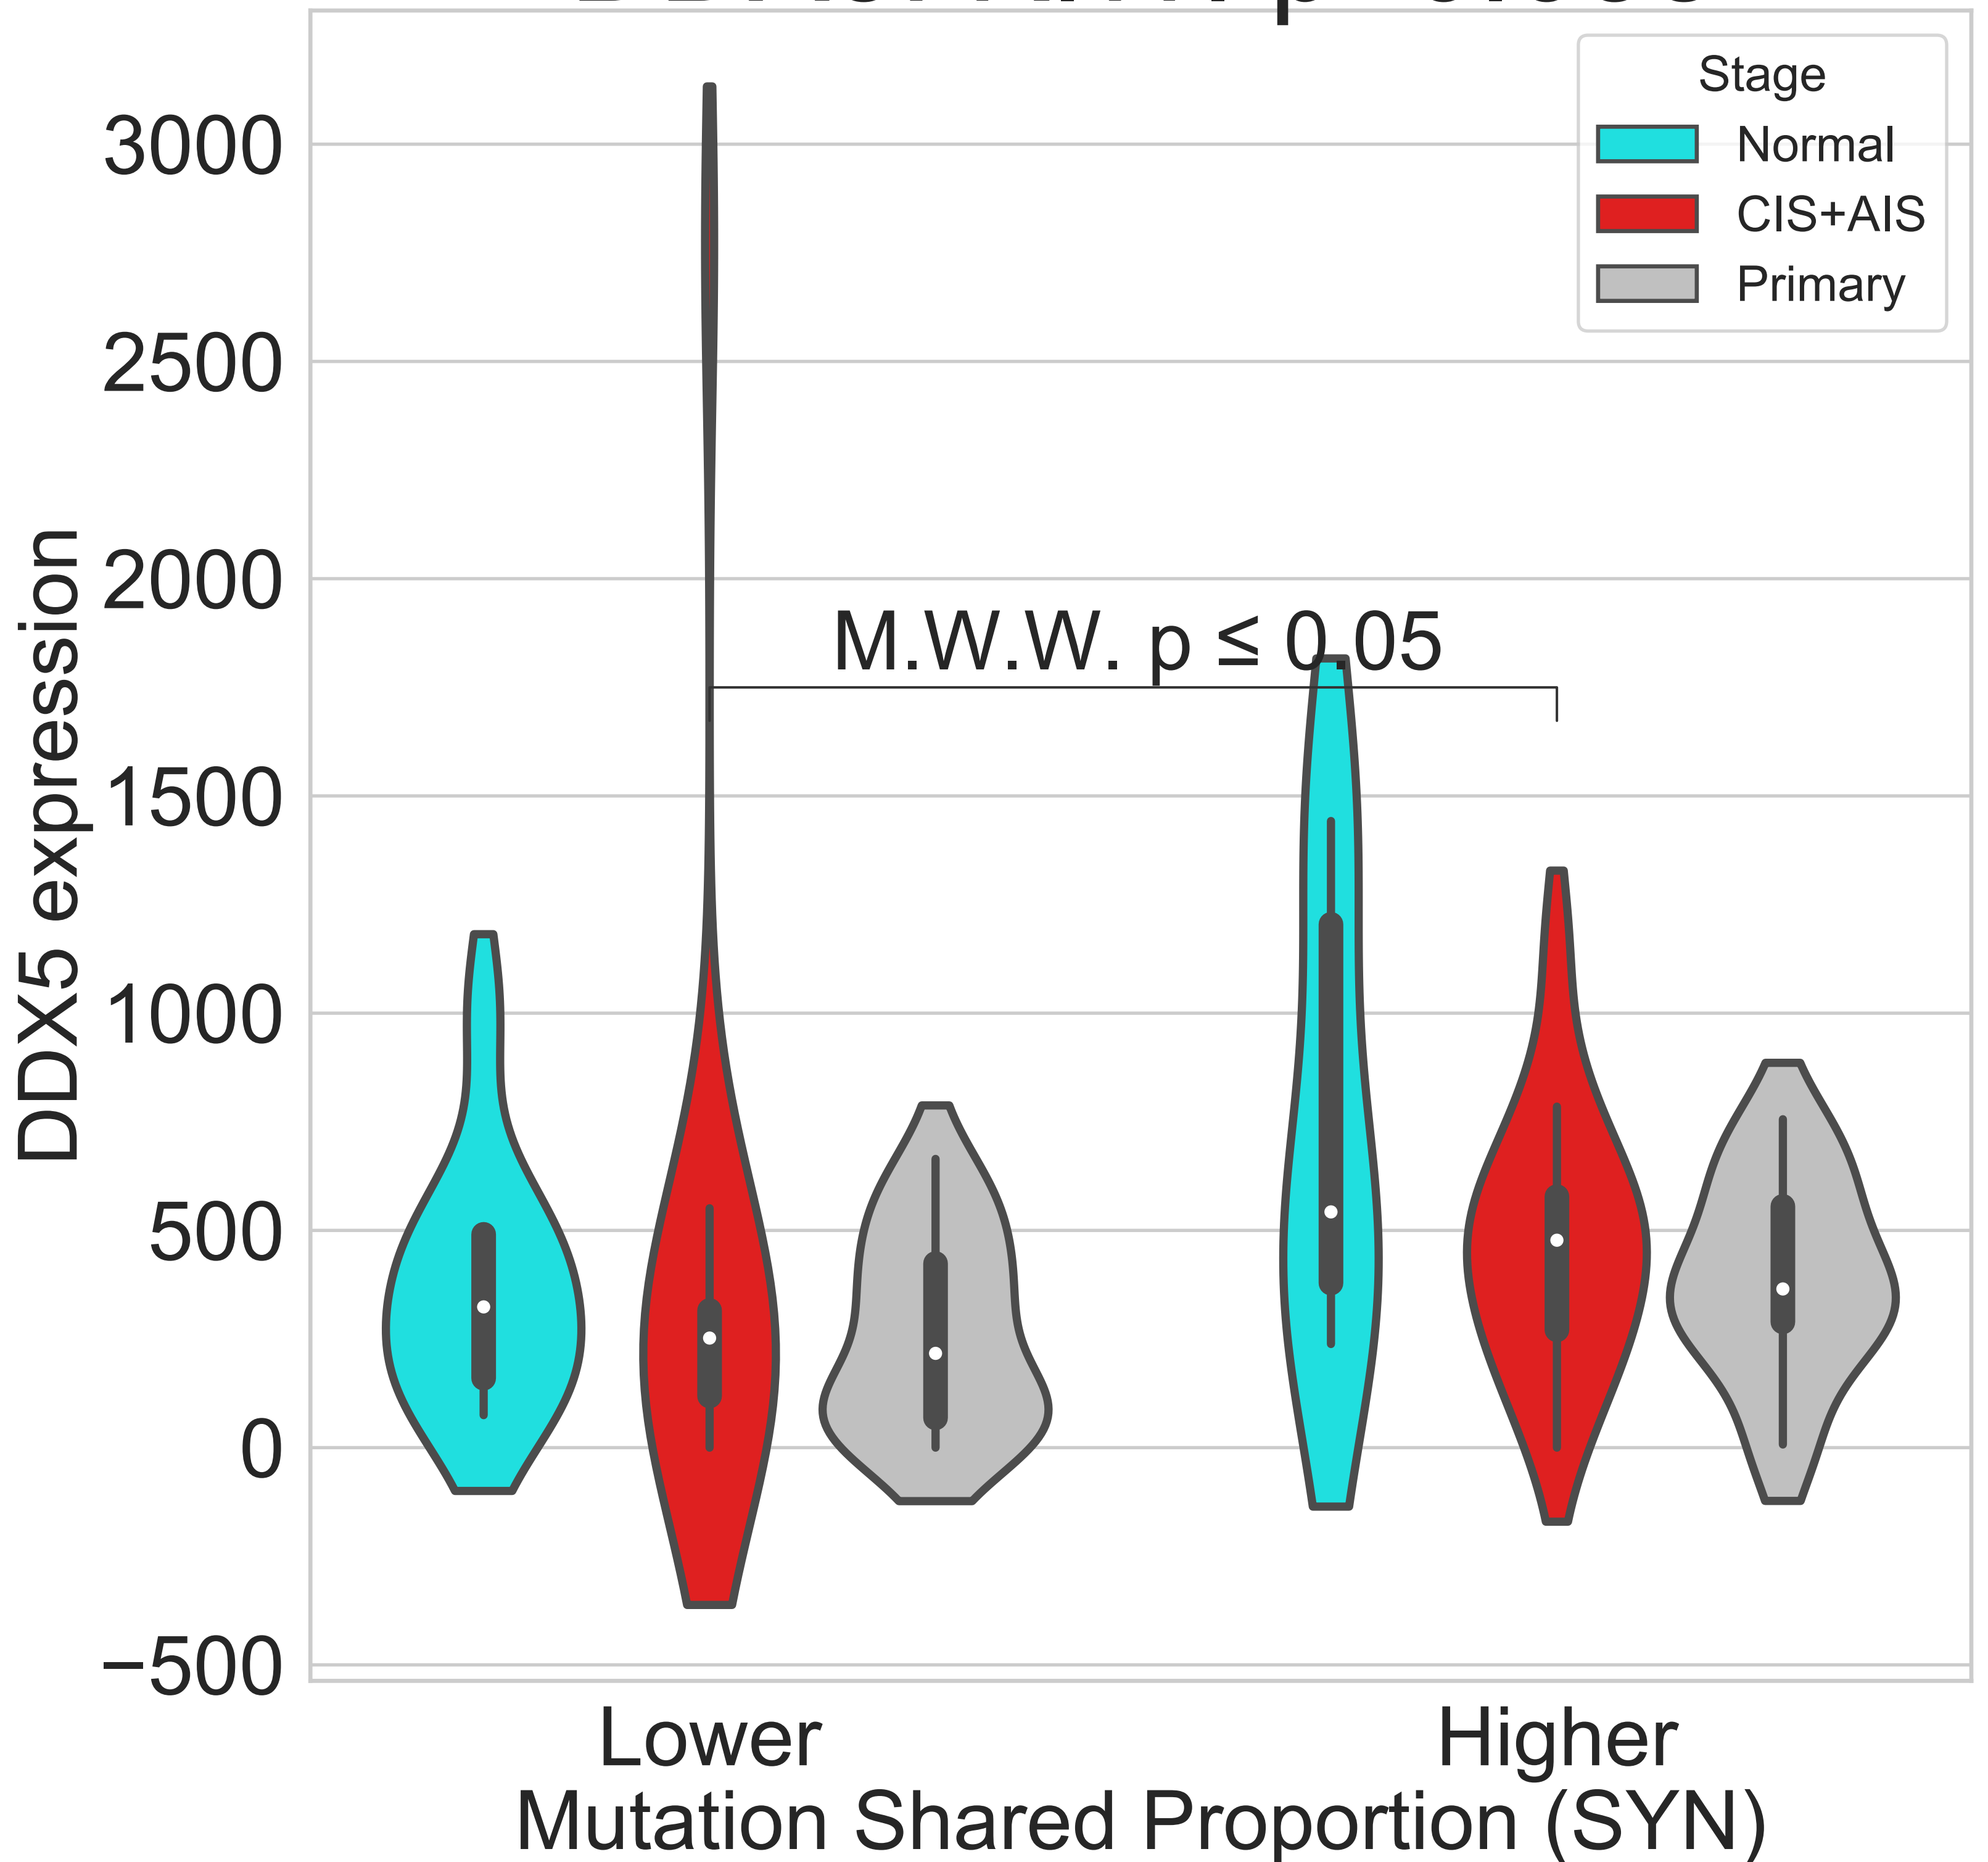 Stage
Normal
CIS+AIS
Primary
3000
2500
2000
1500
1000
500
0
−500
DDX5 expression
M.W.W. p ≤ 0.05
Lower
Higher
Mutation Shared Proportion (SYN)